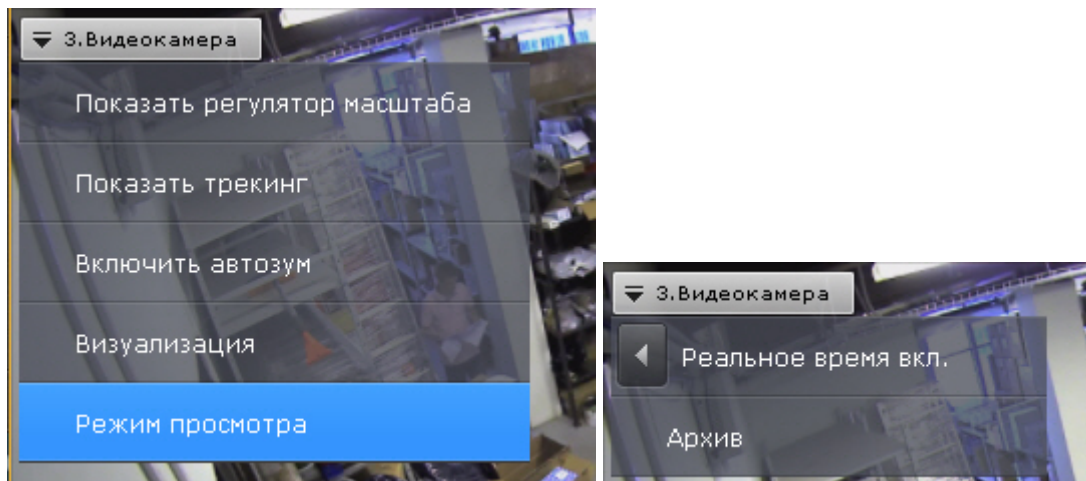 3.Видеокамера
Показать регулятор масштаба
Показать трекинг
Включить автозум
Визуализация
Режим просмотра
3.Видеокамера
Реальное время вкл.
Архив